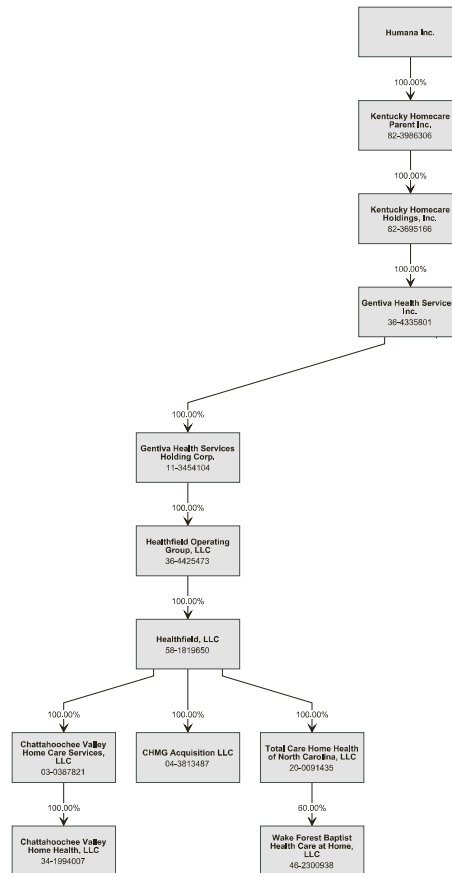 Humana Inc.
100.00%
Kentucky Homecare
Parent Inc.
82-3986306
100.00%
Kentucky Homecare
Holdings, Inc.
82-3695166
100.00%
Gentiva Health Services
Inc.
36-4335801
100.00%
Gentiva Health Services
Holding Corp.
11-3454104
100.00%
Healthfield Operating
Group, LLC
36-4425473
100.00%
Healthfield, LLC
58-1819650
100.00%
100.00%
100.00%
Chattahoochee Valley
Home Care Services,
LLC
03-0387821
CHMG Acquisition LLC
04-3813487
Total Care Home Health
of North Carolina, LLC
20-0091435
100.00%
60.00%
Chattahoochee Valley
Home Health, LLC
34-1994007
Wake Forest Baptist
Health Care at Home,
LLC
46-2300938